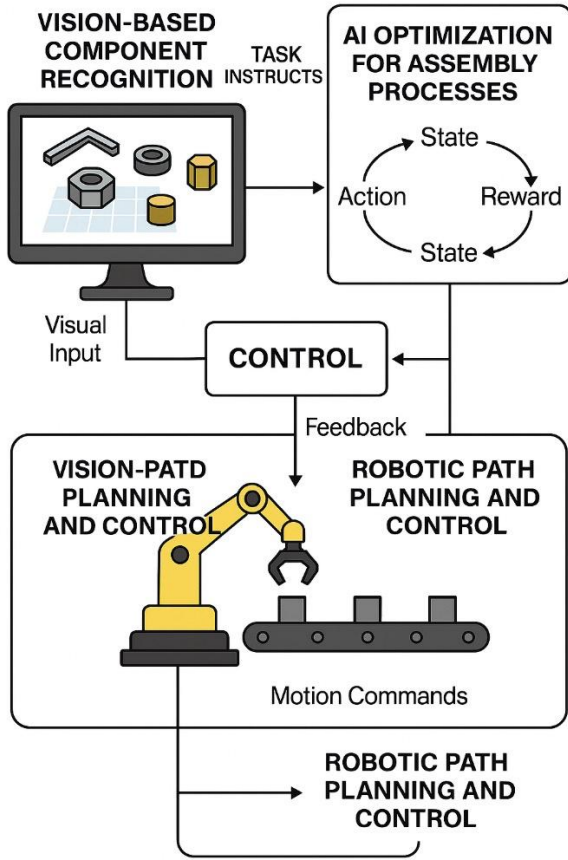 VISION-BASED
COMPONENT
RECOGNITION
TASK
INSTRUCTS
AI OPTIMIZATION
FOR ASSEMBLY
PROCESSES
State
Action
Reward
State
Visual
Input
CONTROL
Feedback
VISION-PATD
PLANNING
AND CONTROL
ROBOTIC PATH
PLANNING AND
CONTROL
Motion Commands
ROBOTIC PATH
PLANNING AND
CONTROL